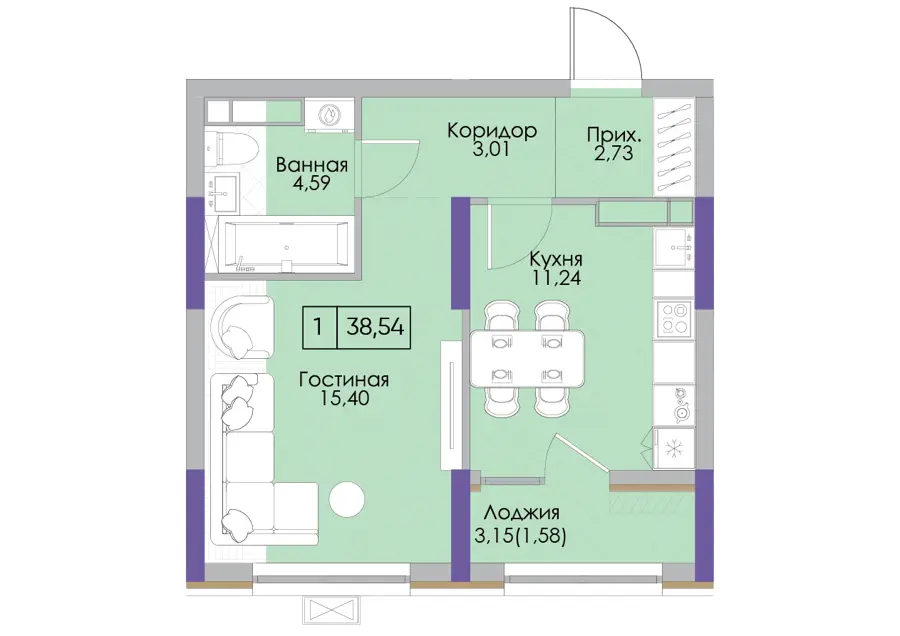 Коридор
3,01
Прих.
2,73
Ванная
4,59
Кухня
11,24
1 38,54
Гостиная
15,40
Лоджия
3,15(1,58)